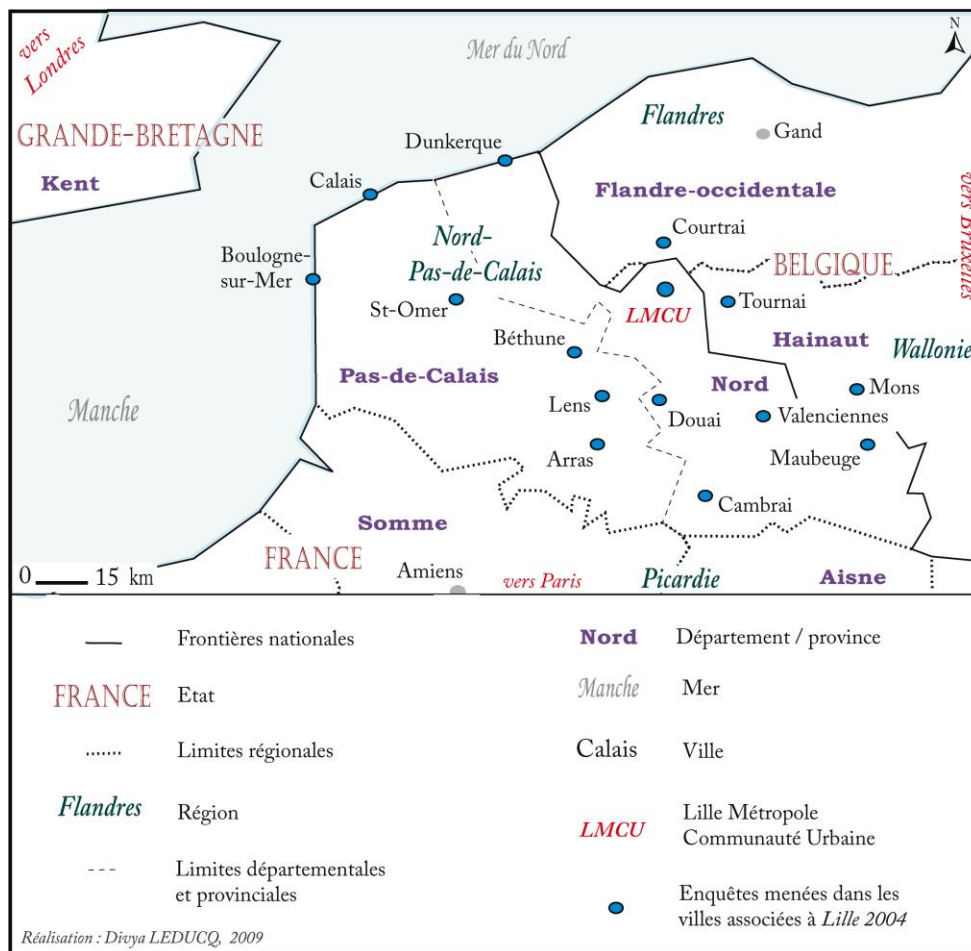 vers
Londres
Mer du Nord
N
GRANDE-BRETAGNE
Kent
Flandres
Gand
Dunkerque
Calais
Flandre-occidentale
vers Bruxelles
Courtrai
Nord-
Pas-de-Calais
Boulogne-
sur-Mer
BELGIQUE
St-Omer
LMCU
Tournai
Béthune
Hainaut
Wallonie
Pas-de-Calais
Nord
Mons
Manche
Lens
Douai
Valenciennes
Arras
Maubeuge
Cambrai
Somme
FRANCE
0 15 km
Amiens
vers Paris
Picardie
Aisne
Frontières nationales
FRANCE Etat
Limites régionales
Flandres Région
Limites départementales
et provinciales
Nord Département / province
Manche Mer
Calais Ville
LMCU Lille Métropole
Communauté Urbaine
Enquêtes menées dans les
villes associées à Lille 2004
Réalisation : Divya LEDUCQ, 2009